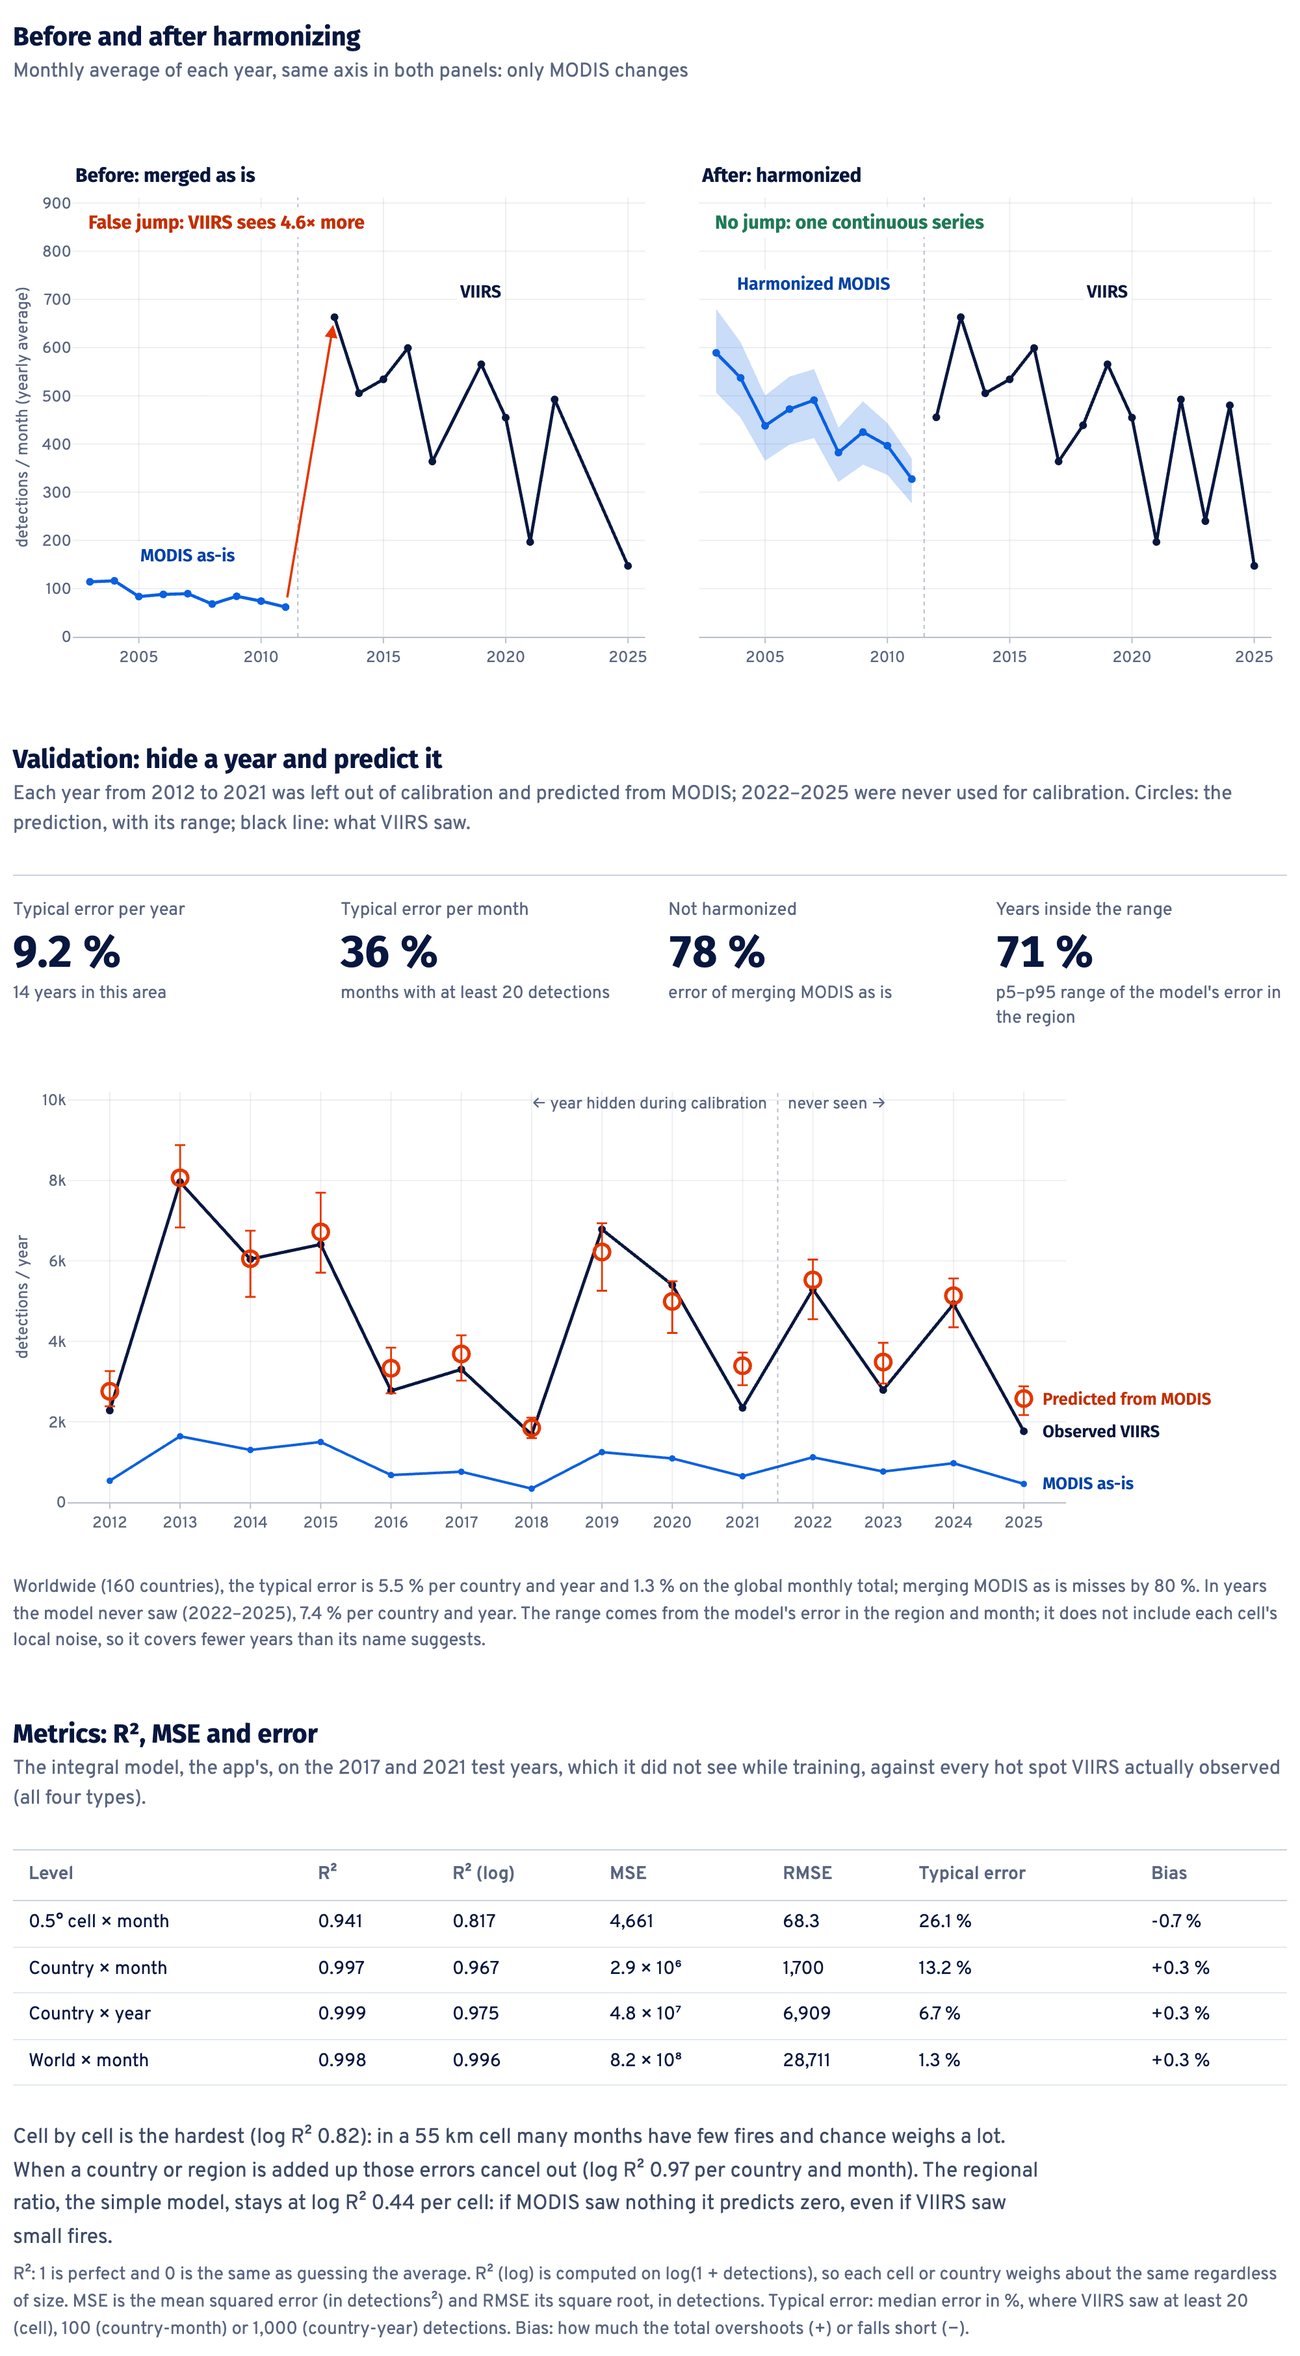 Before and after harmonizing
Monthly average of each year, same axis in both panels: only MODIS changes
Before: merged as is
After: harmonized
detections / month (yearly average)
900
800
700
600
500
400
300
200
100
0
False jump: VIIRS sees 4.6× more
VIIRS
MODIS as-is
2005
2010
2015
2020
2025
No jump: one continuous series
Harmonized MODIS
VIIRS
2005
2010
2015
2020
2025
Validation: hide a year and predict it
Each year from 2012 to 2021 was left out of calibration and predicted from MODIS; 2022–2025 were never used for calibration. Circles: the
prediction, with its range; black line: what VIIRS saw.
Typical error per year
9.2 %
14 years in this area
Typical error per month
36 %
months with at least 20 detections
Not harmonized
78 %
error of merging MODIS as is
Years inside the range
71 %
p5–p95 range of the model's error in
the region
detections / year
10k
8k
6k
4k
2k
0
← year hidden during calibration
never seen →
Predicted from MODIS
Observed VIIRS
MODIS as-is
2012
2013
2014
2015
2016
2017
2018
2019
2020
2021
2022
2023
2024
2025
Worldwide (160 countries), the typical error is 5.5 % per country and year and 1.3 % on the global monthly total; merging MODIS as is misses by 80 %. In years
the model never saw (2022–2025), 7.4 % per country and year. The range comes from the model's error in the region and month; it does not include each cell's
local noise, so it covers fewer years than its name suggests.
Metrics: R², MSE and error
The integral model, the app's, on the 2017 and 2021 test years, which it did not see while training, against every hot spot VIIRS actually observed
(all four types).
Level R² R² (log) MSE RMSE Typical error Bias
0.5° cell × month 0.941 0.817 4,661 68.3 26.1 % -0.7 %
Country × month 0.997 0.967 2.9 × 10⁶ 1,700 13.2 % +0.3 %
Country × year 0.999 0.975 4.8 × 10⁷ 6,909 6.7 % +0.3 %
World × month 0.998 0.996 8.2 × 10⁸ 28,711 1.3 % +0.3 %
Cell by cell is the hardest (log R² 0.82): in a 55 km cell many months have few fires and chance weighs a lot.
When a country or region is added up those errors cancel out (log R² 0.97 per country and month). The regional
ratio, the simple model, stays at log R² 0.44 per cell: if MODIS saw nothing it predicts zero, even if VIIRS saw
small fires.
R²: 1 is perfect and 0 is the same as guessing the average. R² (log) is computed on log(1 + detections), so each cell or country weighs about the same regardless
of size. MSE is the mean squared error (in detections²) and RMSE its square root, in detections. Typical error: median error in %, where VIIRS saw at least 20
(cell), 100 (country-month) or 1,000 (country-year) detections. Bias: how much the total overshoots (+) or falls short (−).